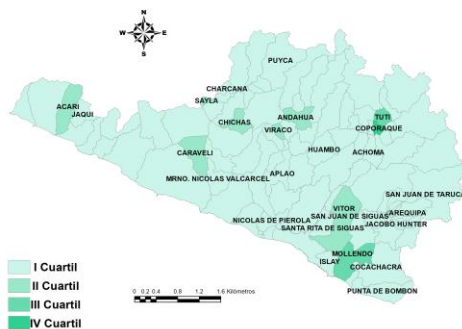 N
W E
S
PUYCA
CHARCANA
SAYLA
ACARI
JAQUI
CHICHAS
ANDAHUA
VIRACO
TUTI
COPORAQUE
HUAMBO
ACHOMA
CARAVELI
APLAO
MRNO. NICOLAS VALCARCEL
SAN JUAN DE TARUCA
VITOR
AREQUIPA
NICOLAS DE PIEROLA
SAN JUAN DE SIGUAS
SANTA RITA DE SIGUAS
JACOBO HUNTER
MOLLENDO
ISLAY
COCACHACRA
PUNTA DE BOMBON
I Cuartil
II Cuartil
III Cuartil
IV Cuartil
0 0.2 0.4 0.8 1.2 1.6 Kilómetros